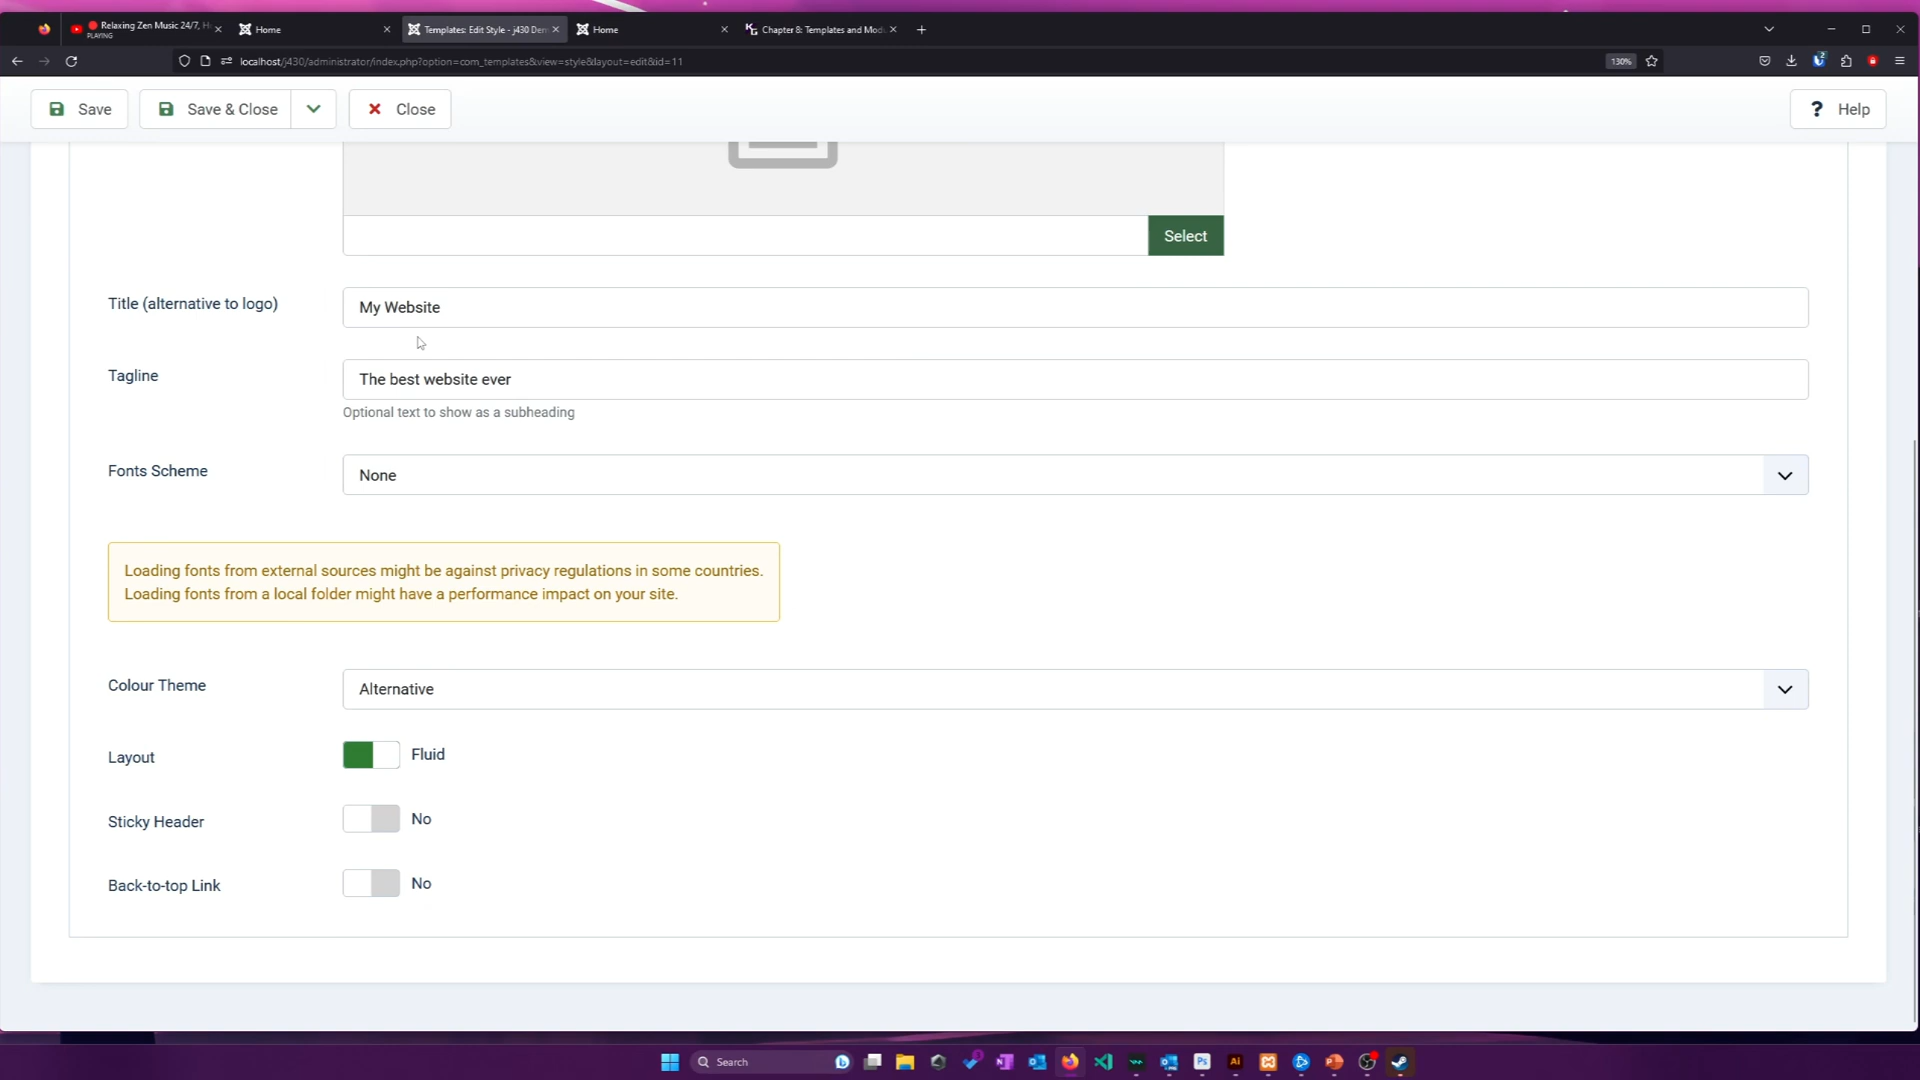 Relaxing Zen Music 24/7, H
PLAYING
Home
Templates: Edit Style - j430 Den
Home
Chapter 8: Templates and Modu
localhost/j430/administrator/index.php?option=com_templates&view=style&layout=edit&id=11
130%
Save
Save & Close
Close
? Help
Select
Title (alternative to logo)
My Website
Tagline
The best website ever
Optional text to show as a subheading
Fonts Scheme
None
Loading fonts from external sources might be against privacy regulations in some countries.
Loading fonts from a local folder might have a performance impact on your site.
Colour Theme
Alternative
Layout
Fluid
Sticky Header
No
Back-to-top Link
No
Search